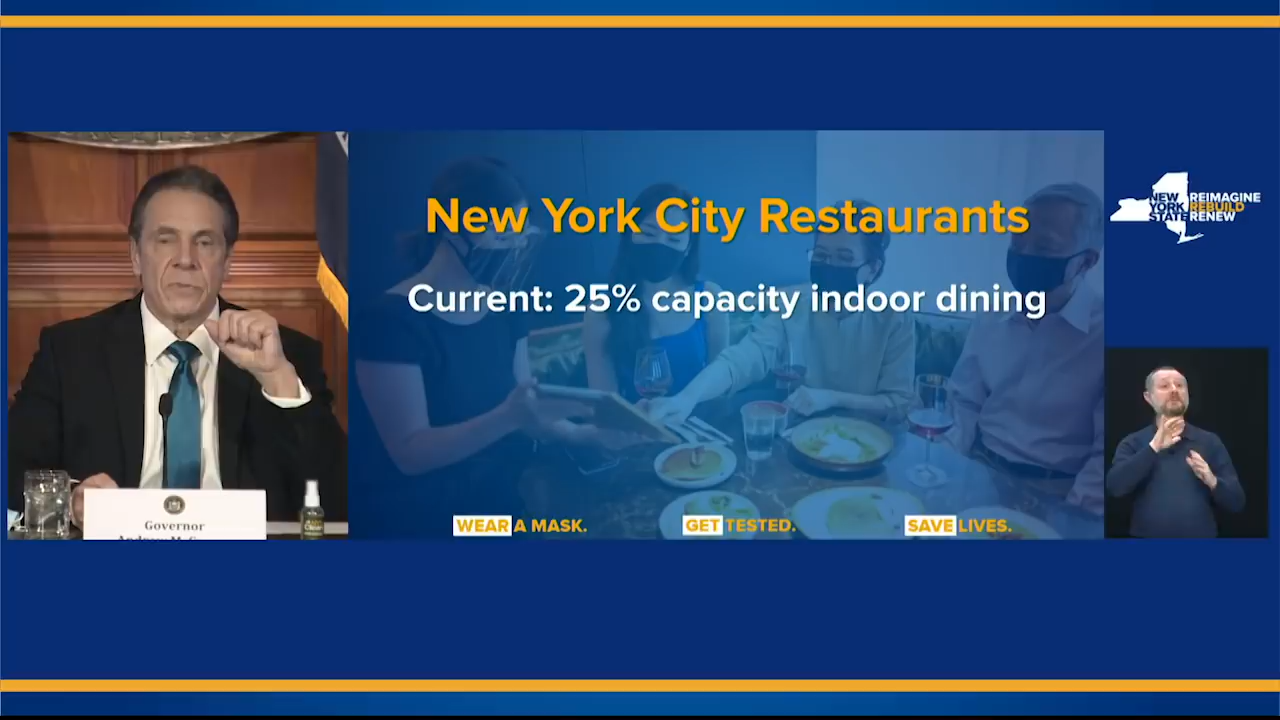 New York City Restaurants
Current: 25% capacity indoor dining
WEAR A MASK.
GET TESTED.
SAVE LIVES.
NEW
YORK
STATE
REIMAGINE
REBUILD
RENEW
Governor